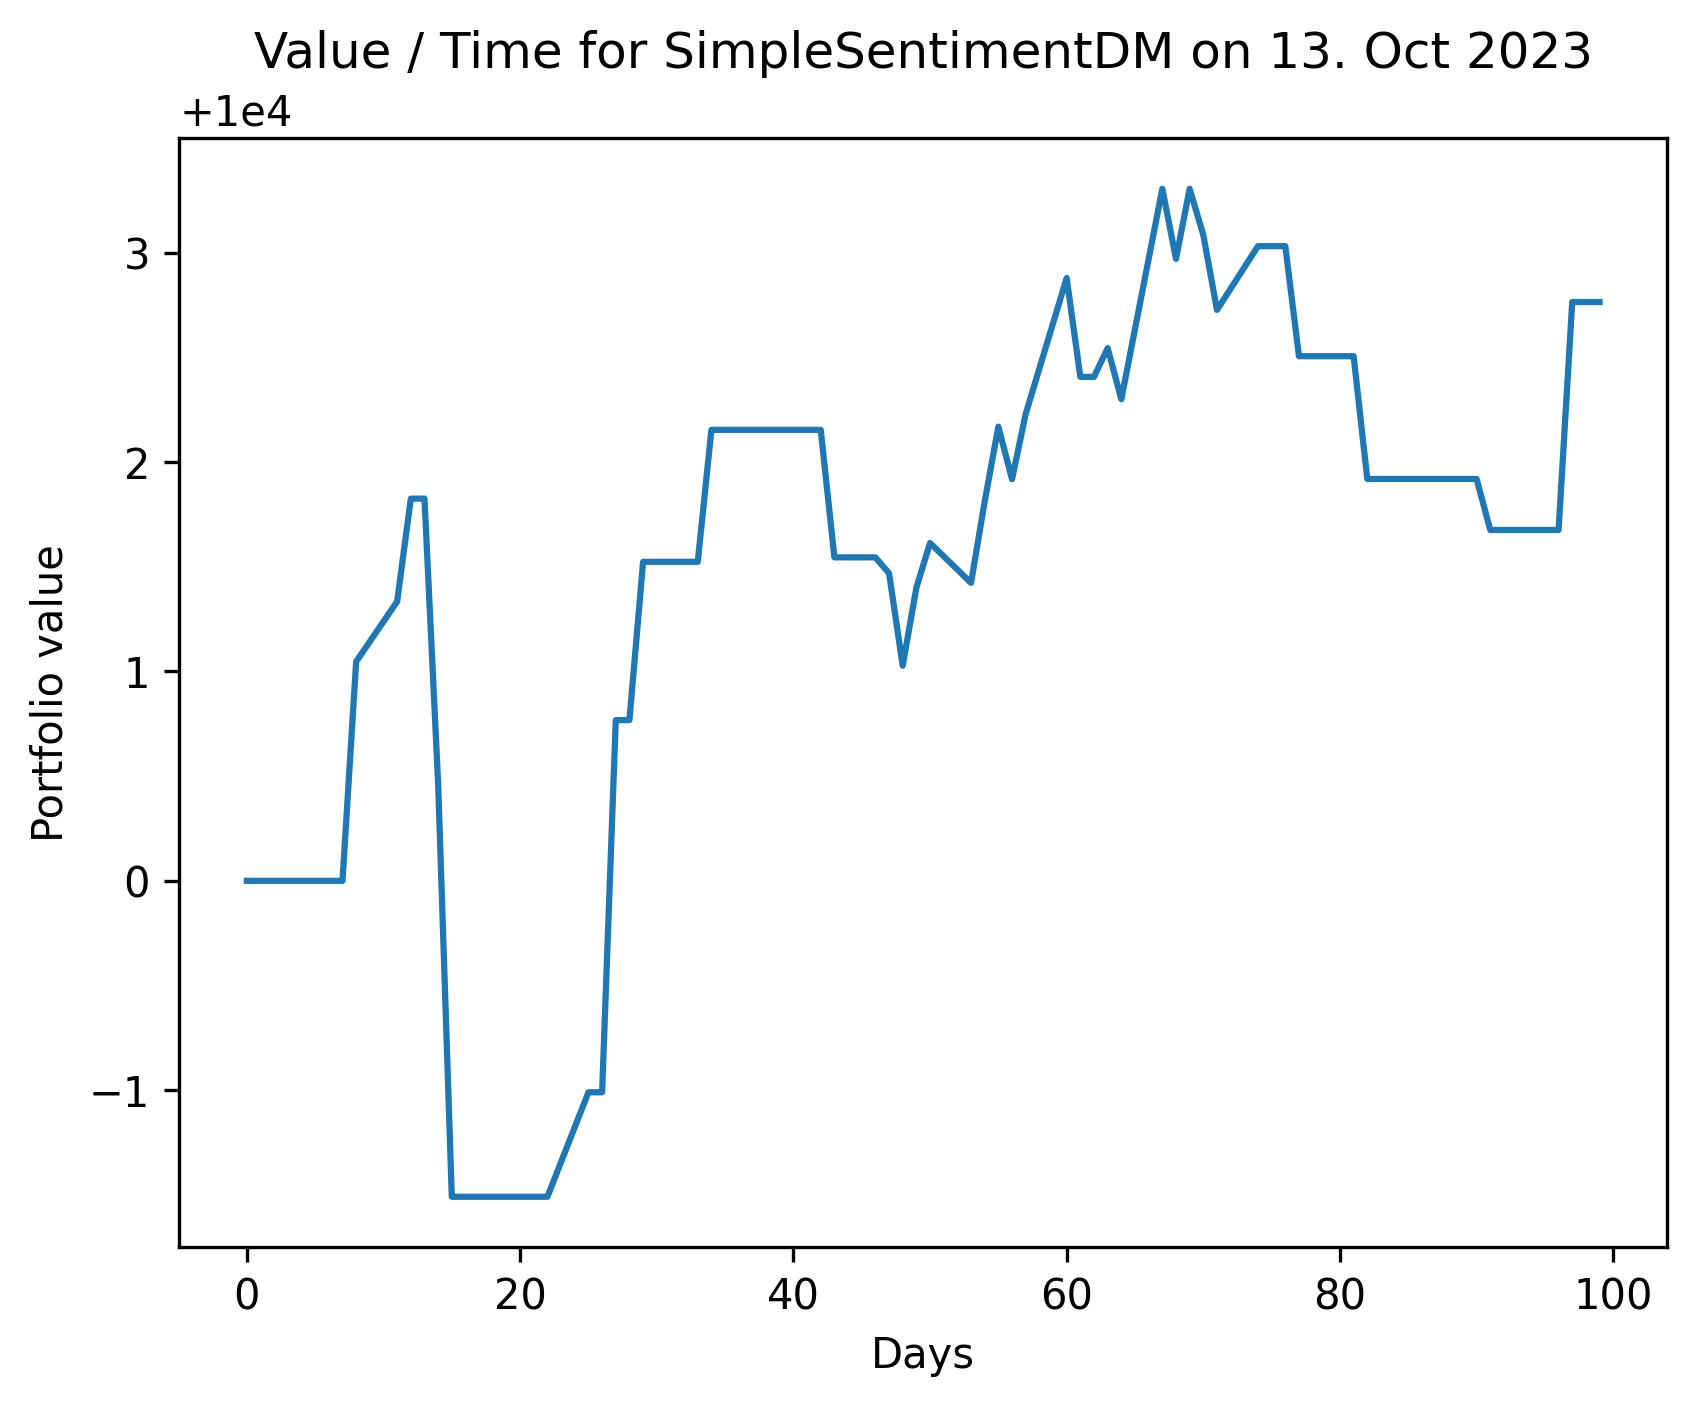 Value / Time for SimpleSentimentDM on 13. Oct 2023
+1e4
3
2
1
0
−1
Portfolio value
0 20 40 60 80 100
Days